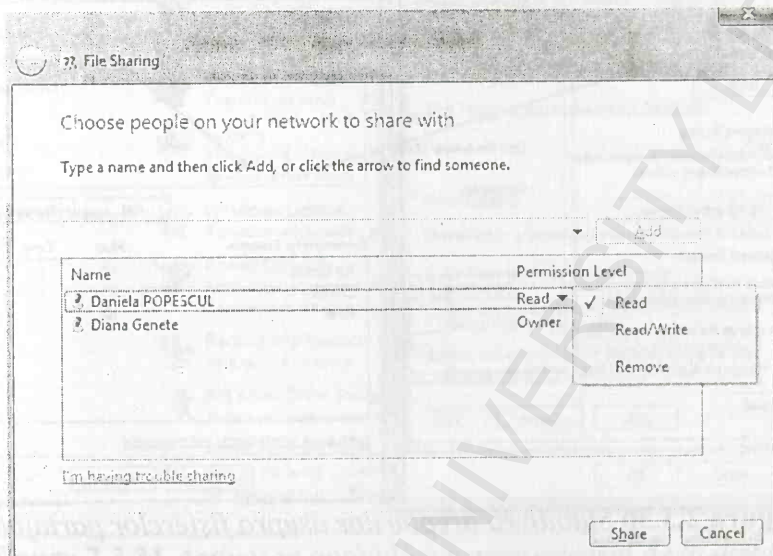 File Sharing
Choose people on your network to share with
Type a name and then click Add, or click the arrow to find someone.
Add
Name Permission Level
Daniela POPESCUL Read ✓ Read
Diana Genete Owner Read/Write
Remove
I'm having trouble sharing
Share Cancel
UNIVERSITY